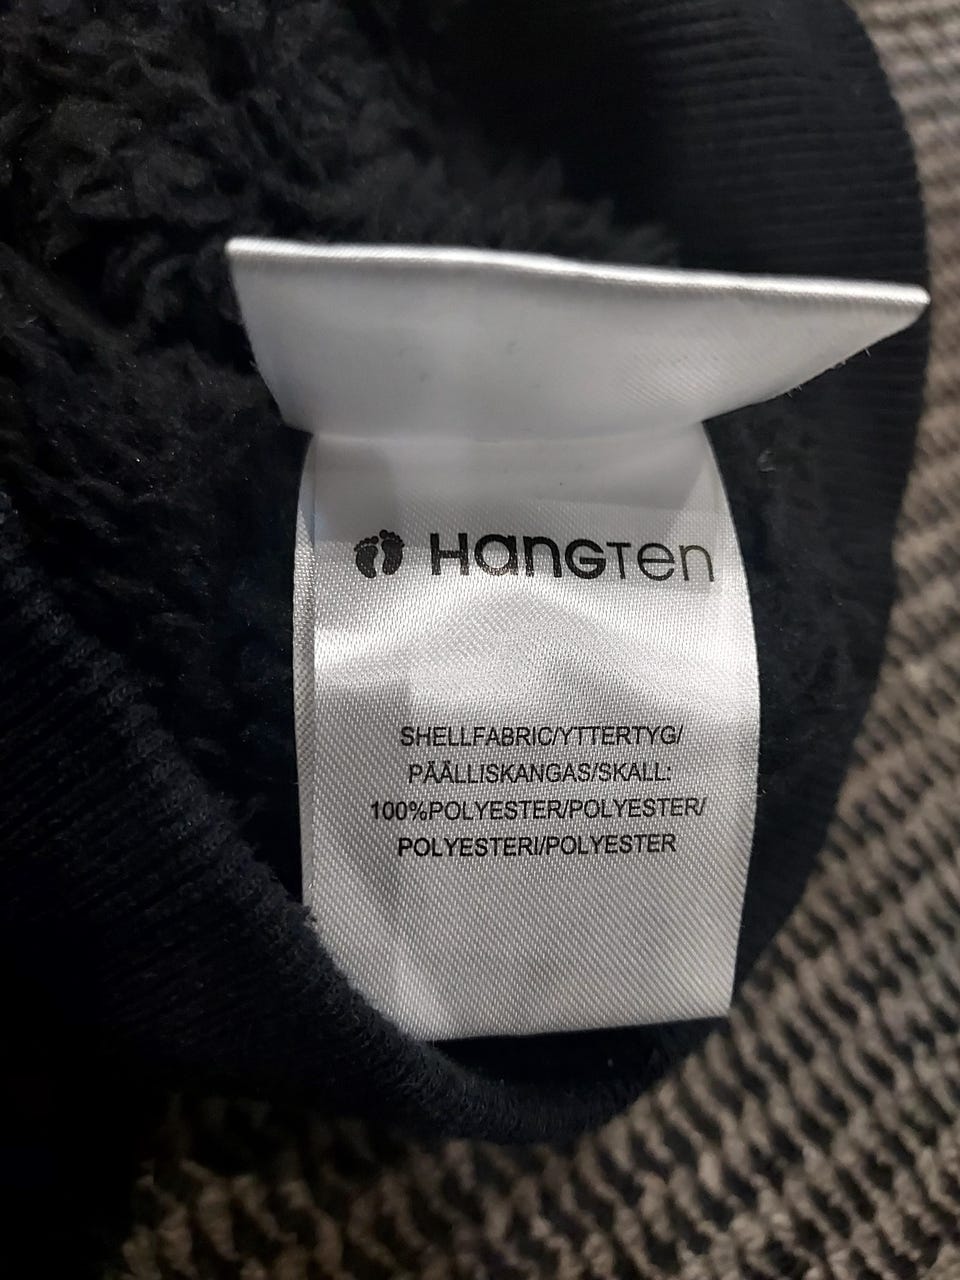 HangTen
SHELLFABRIC/YTTERTYG/
PÄÄLLISKANGAS/SKALL:
100%POLYESTER/POLYESTER/
POLYESTERI/POLYESTER